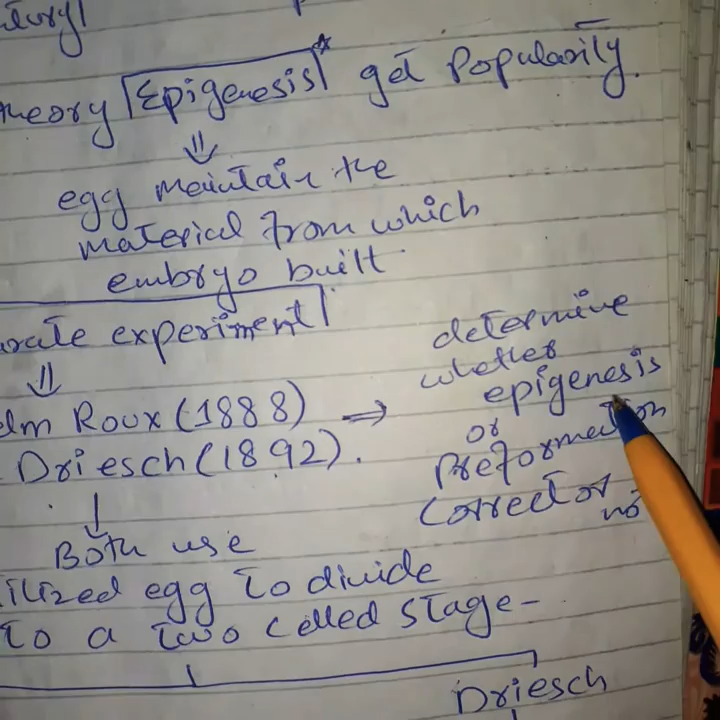 theory [Epigenesis]* get Popularity.
⇓
egg maintain the
material from which
embryo built.
experiment
⇓
Roux (1888) ⇒ determine
whether
epigenesis
or
Preformation
correct or
not
Driesch (1892).
↓
Both use
egg to divide
to a two celled stage-
Driesch